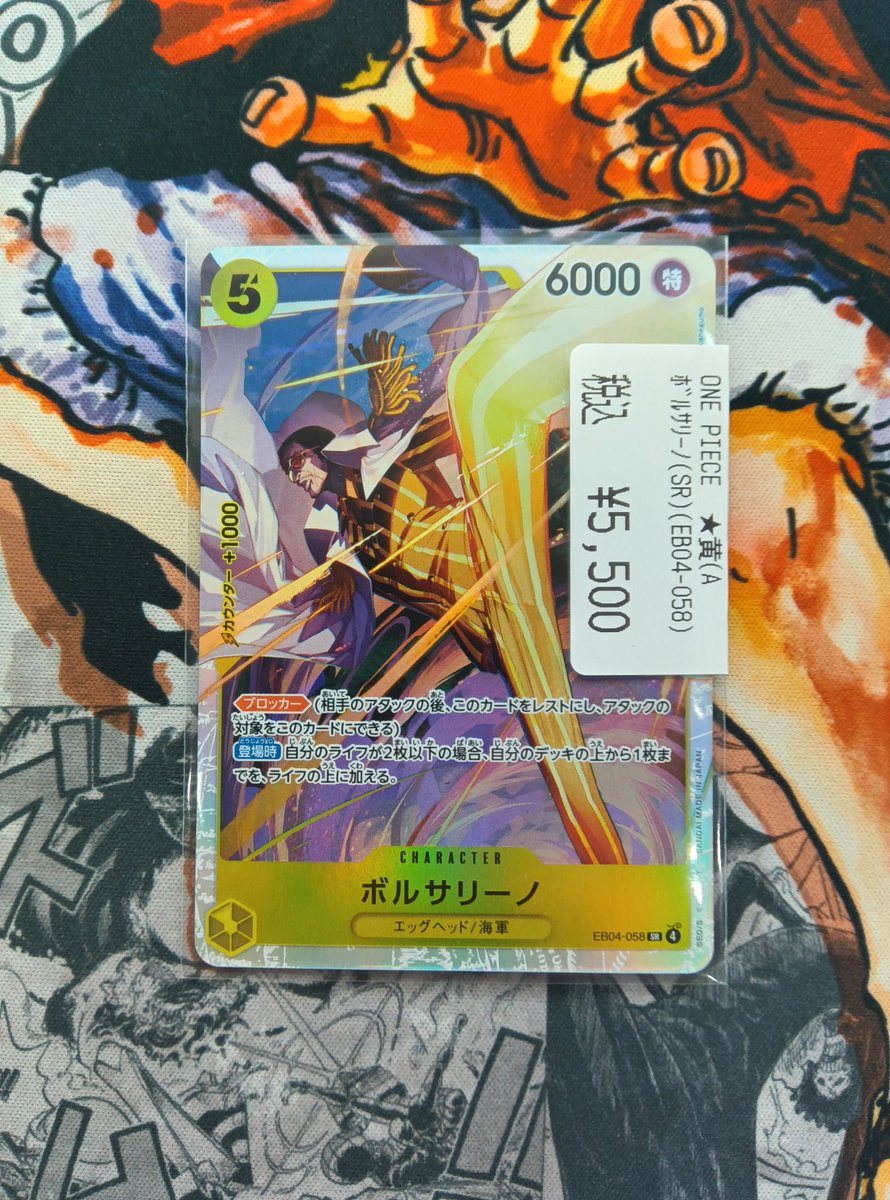 5
6000 特
ONE PIECE ★黄(A
ボルサリーノ(SR)(EB04-058)
税込 ¥5,500
カウンター +1000
ブロッカー (相手のアタックの後、このカードをレストにし、アタックの
対象をこのカードにできる)
登場時 自分のライフが2枚以下の場合、自分のデッキの上から1枚ま
でを、ライフの上に加える。
CHARACTER
ボルサリーノ
エッグヘッド/海軍
EB04-058 SR 4
BANDAI MADE IN JAPAN